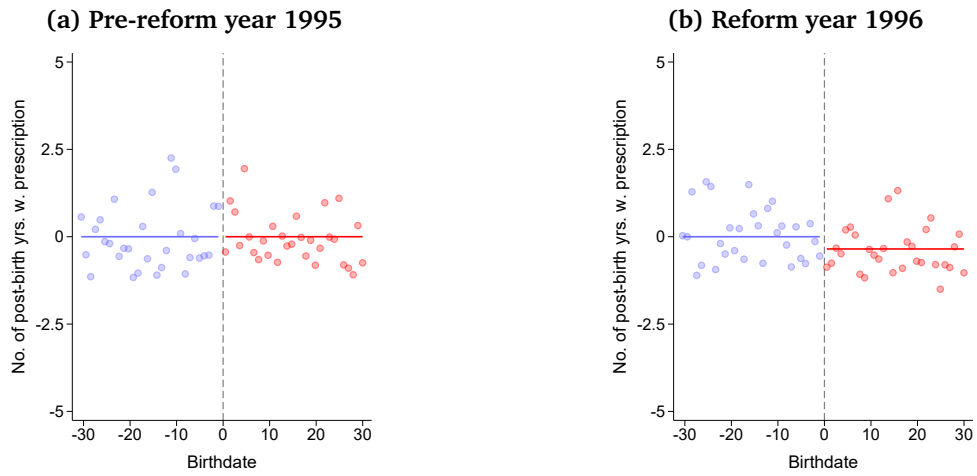 (a) Pre-reform year 1995
No. of post-birth yrs. w. prescription
5
2.5
0
-2.5
-5
-30 -20 -10 0 10 20 30
Birthdate
(b) Reform year 1996
No. of post-birth yrs. w. prescription
5
2.5
0
-2.5
-5
-30 -20 -10 0 10 20 30
Birthdate